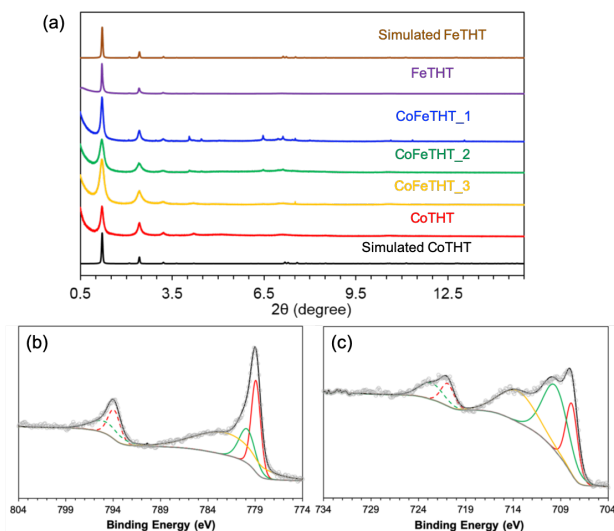 (a)
Simulated FeTHT
FeTHT
CoFeTHT_1
CoFeTHT_2
CoFeTHT_3
CoTHT
Simulated CoTHT
0.5 3.5 6.5 9.5 12.5
2θ (degree)
(b)
804 799 794 789 784 779 774
Binding Energy (eV)
(c)
734 729 724 719 714 709 704
Binding Energy (eV)